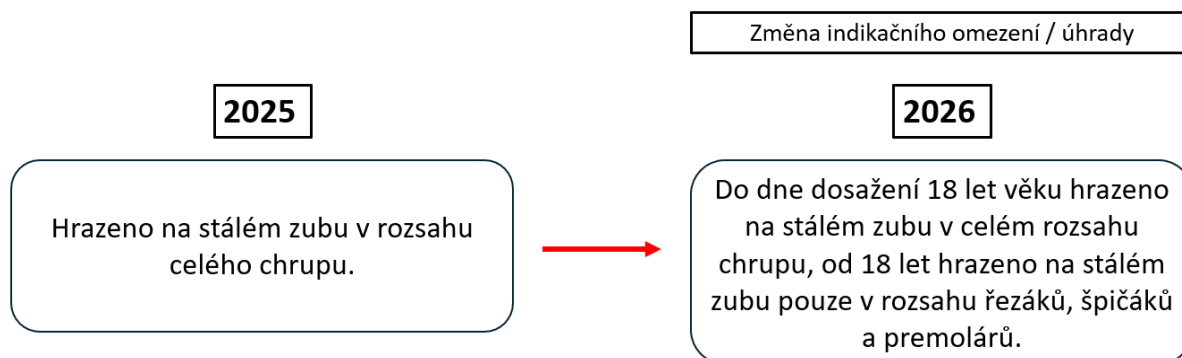 Změna indikačního omezení / úhrady
2025
2026
Hrazeno na stálém zubu v rozsahu
celého chrupu.
Do dne dosažení 18 let věku hrazeno
na stálém zubu v celém rozsahu
chrupu, od 18 let hrazeno na stálém
zubu pouze v rozsahu řezáků, špičáků
a premolárů.